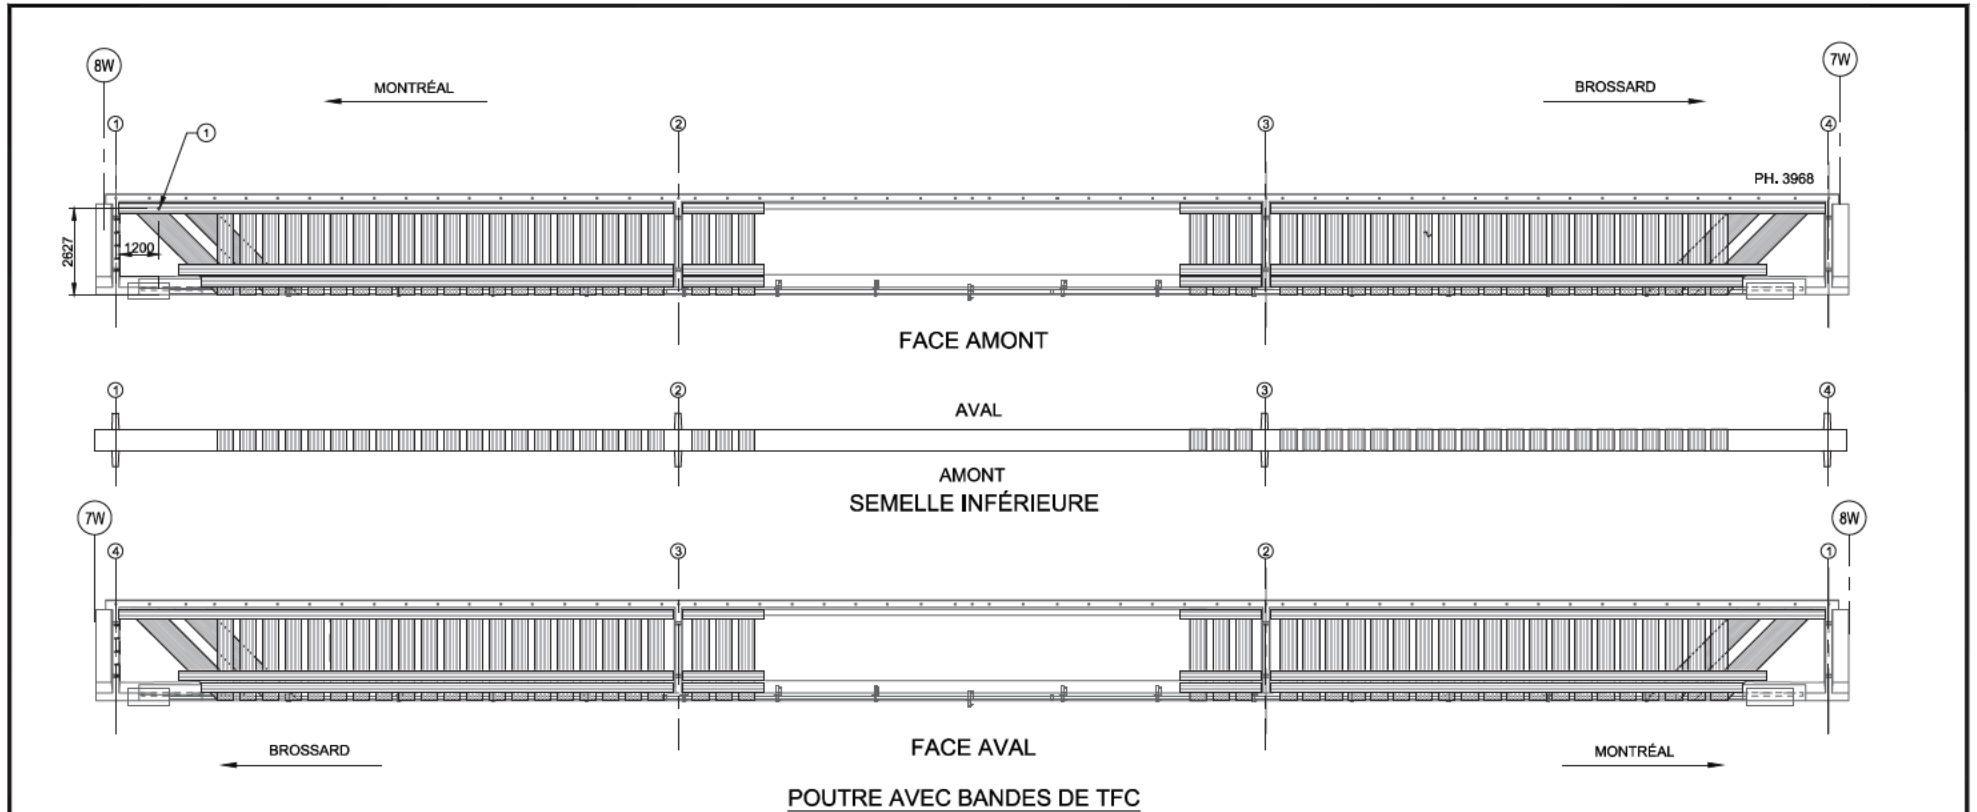 8W
7W
MONTRÉAL
BROSSARD
1
1
2
3
4
PH. 3968
2627
1200
FACE AMONT
1
2
3
4
AVAL
AMONT
SEMELLE INFÉRIEURE
7W
8W
4
3
2
1
FACE AVAL
BROSSARD
MONTRÉAL
POUTRE AVEC BANDES DE TFC